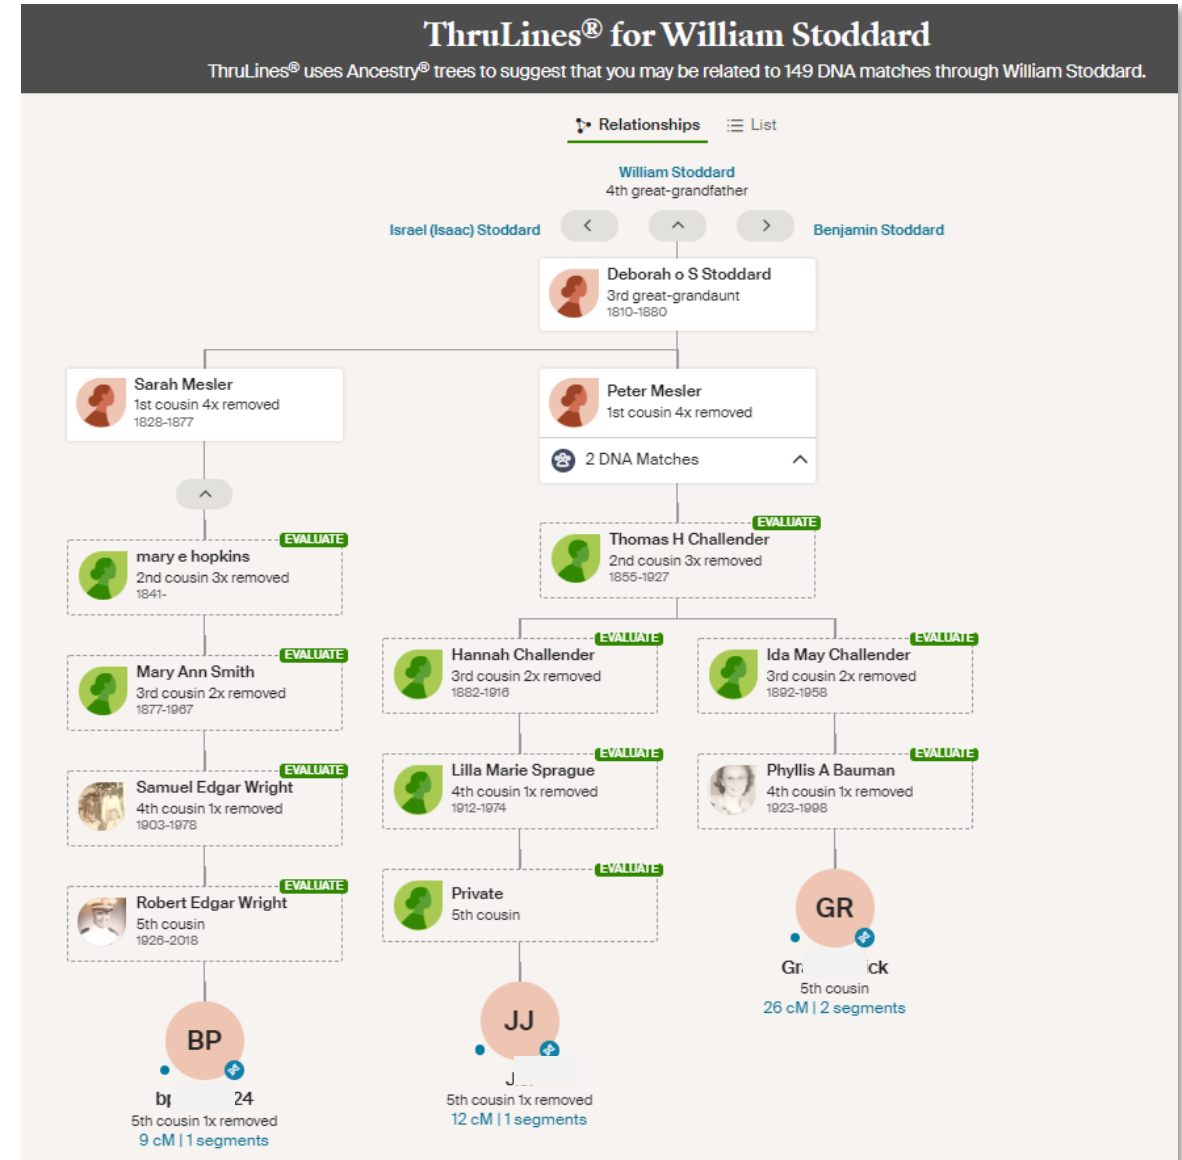 ThruLines® for William Stoddard
ThruLines® uses Ancestry® trees to suggest that you may be related to 149 DNA matches through William Stoddard.
Relationships
List
William Stoddard
4th great-grandfather
Israel (Isaac) Stoddard
Benjamin Stoddard
Deborah o S Stoddard
3rd great-grandaunt
1810-1880
Sarah Mesler
1st cousin 4x removed
1828-1877
Peter Mesler
1st cousin 4x removed
2 DNA Matches
EVALUATE
mary e hopkins
2nd cousin 3x removed
1841-
EVALUATE
Thomas H Challender
2nd cousin 3x removed
1855-1927
EVALUATE
Mary Ann Smith
3rd cousin 2x removed
1877-1967
EVALUATE
Hannah Challender
3rd cousin 2x removed
1882-1916
EVALUATE
Ida May Challender
3rd cousin 2x removed
1892-1958
EVALUATE
Samuel Edgar Wright
4th cousin 1x removed
1903-1978
EVALUATE
Lilla Marie Sprague
4th cousin 1x removed
1912-1974
EVALUATE
Phyllis A Bauman
4th cousin 1x removed
1923-1998
EVALUATE
Robert Edgar Wright
5th cousin
1926-2018
EVALUATE
Private
5th cousin
GR
Gr ick
5th cousin
26 cM | 2 segments
JJ
J
5th cousin 1x removed
12 cM | 1 segments
BP
24
5th cousin 1x removed
9 cM | 1 segments